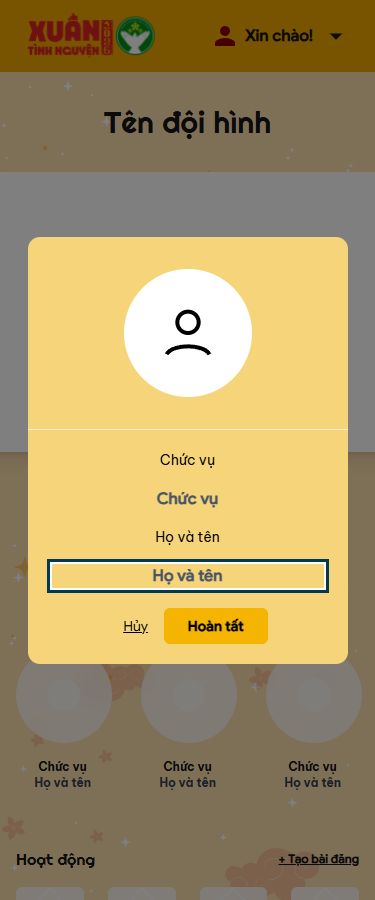 XUÂN
TÌNH NGUYỆN
Xin chào!
Tên đội hình
Chức vụ
Chức vụ
Họ và tên
Họ và tên
Hủy
Hoàn tất
Chức vụ
Họ và tên
Chức vụ
Họ và tên
Chức vụ
Họ và tên
Hoạt động
+ Tạo bài đăng